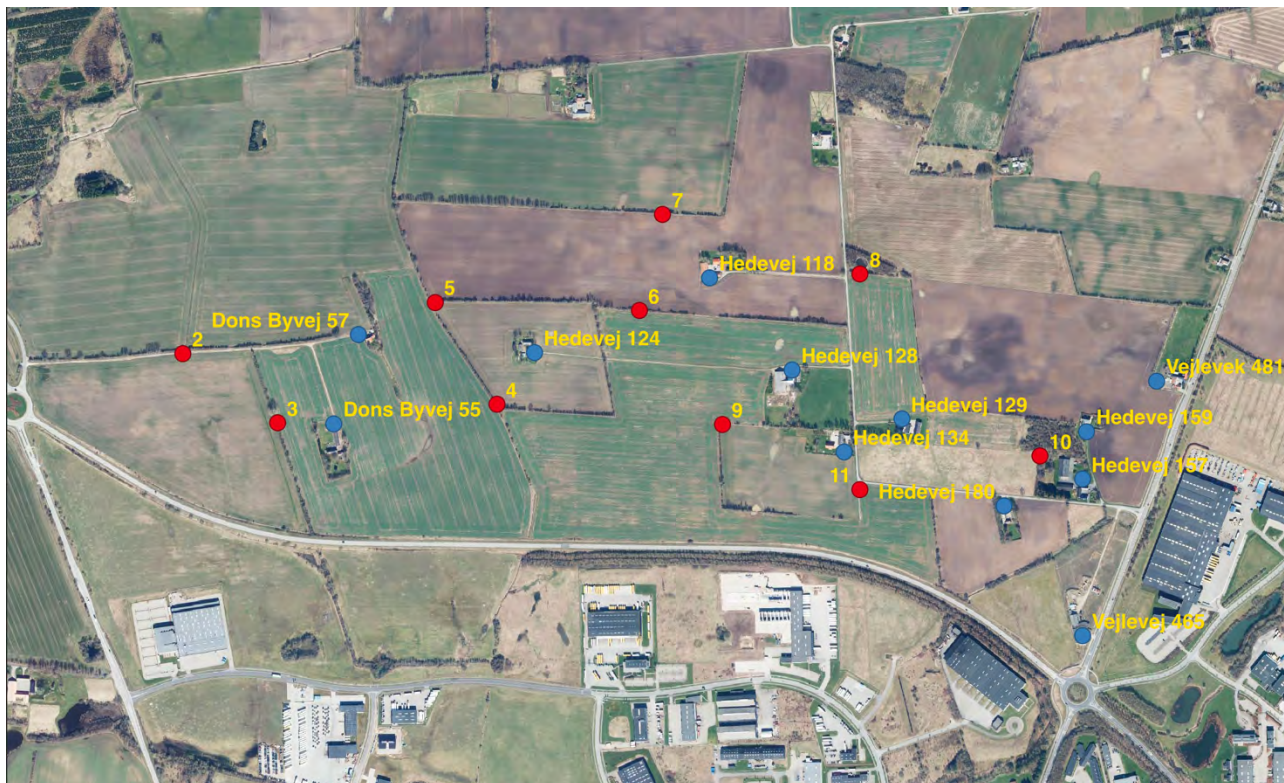 7
Hedevej 118
8
5
6
Dons Byvej 57
2
Hedevej 124
Hedevej 128
Vejlevek 481
4
3
Dons Byvej 55
9
Hedevej 129
Hedevej 134
Hedevej 159
10
11
Hedevej 180
Hedevej 157
Vejlevej 465